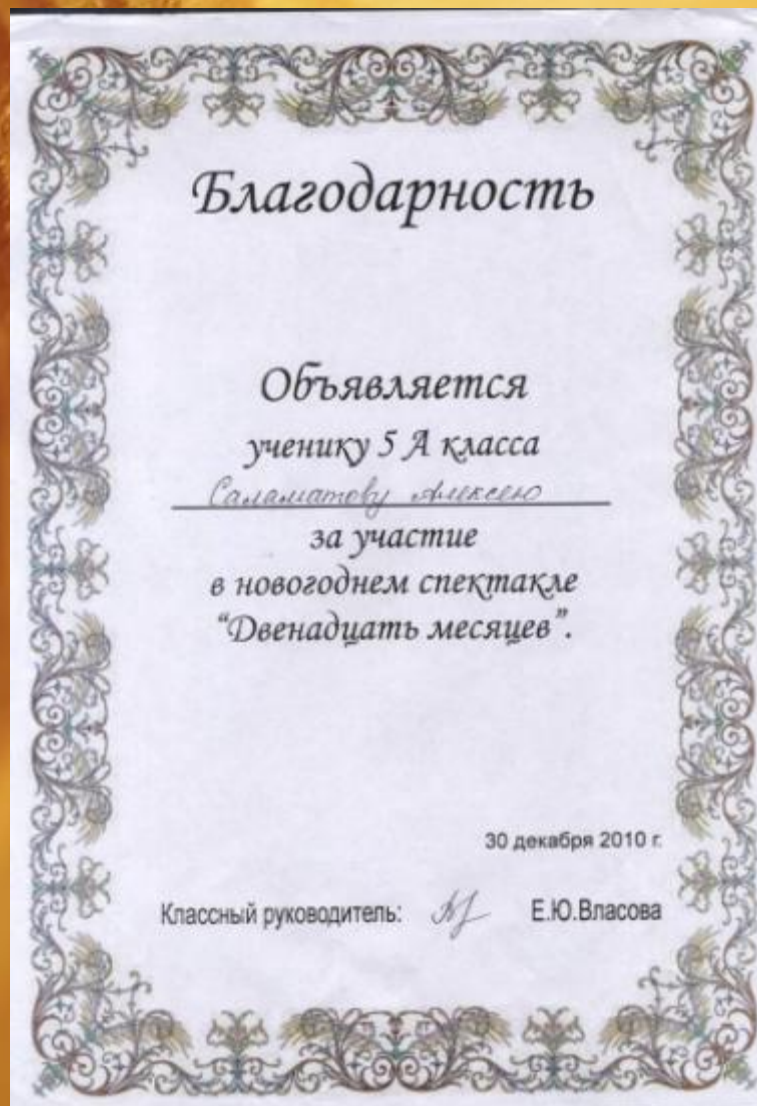 Благодарность
Объявляется
ученику 5 А класса
Саламатову Алексею
за участие
в новогоднем спектакле
“Двенадцать месяцев”.
30 декабря 2010 г.
Классный руководитель: Е.Ю.Власова